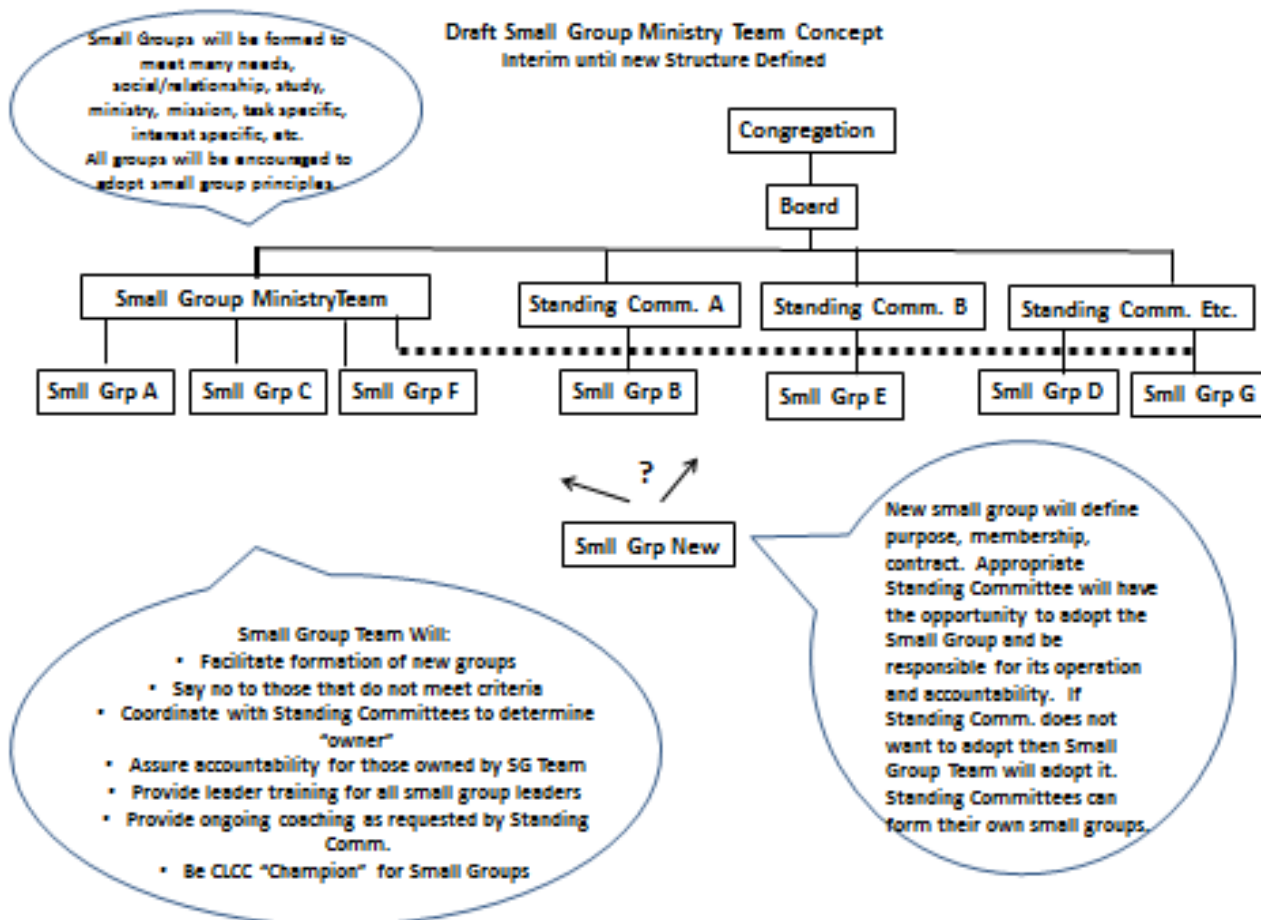 Draft Small Group Ministry Team Concept
Interim until new Structure Defined
Small Groups will be formed to
meet many needs,
social/relationship, study,
ministry, mission, task specific,
interest specific, etc.
All groups will be encouraged to
adopt small group principles.
Congregation
Board
Small Group MinistryTeam
Standing Comm. A
Standing Comm. B
Standing Comm. Etc.
Smll Grp A
Smll Grp C
Smll Grp F
Smll Grp B
Smll Grp E
Smll Grp D
Smll Grp G
?
Smll Grp New
New small group will define
purpose, membership,
contract. Appropriate
Standing Committee will have
the opportunity to adopt the
Small Group and be
responsible for its operation
and accountability. If
Standing Comm. does not
want to adopt then Small
Group Team will adopt it.
Standing Committees can
form their own small groups.
Small Group Team Will:
• Facilitate formation of new groups
• Say no to those that do not meet criteria
• Coordinate with Standing Committees to determine
"owner"
• Assure accountability for those owned by SG Team
• Provide leader training for all small group leaders
• Provide ongoing coaching as requested by Standing
Comm.
• Be CLCC "Champion" for Small Groups